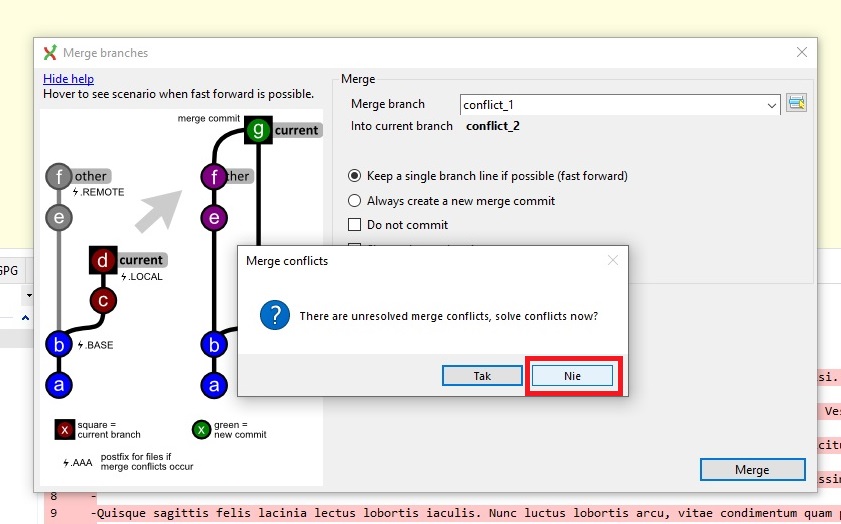 Merge branches
Hide help
Hover to see scenario when fast forward is possible.
merge commit
g current
f other
.REMOTE
e
d current
.LOCAL
c
b .BASE
a
f ther
e
b
a
x square =
current branch
x green =
new commit
.AAA postfix for files if
merge conflicts occur
Merge
Merge branch conflict_1
Into current branch conflict_2
Keep a single branch line if possible (fast forward)
Always create a new merge commit
Do not commit
Merge conflicts
There are unresolved merge conflicts, solve conflicts now?
Tak Nie
Merge
GPG
si.
Ves
citu
ssin
8 -
9 -Quisque sagittis felis lacinia lectus lobortis iaculis. Nunc luctus lobortis arcu, vitae condimentum quam p